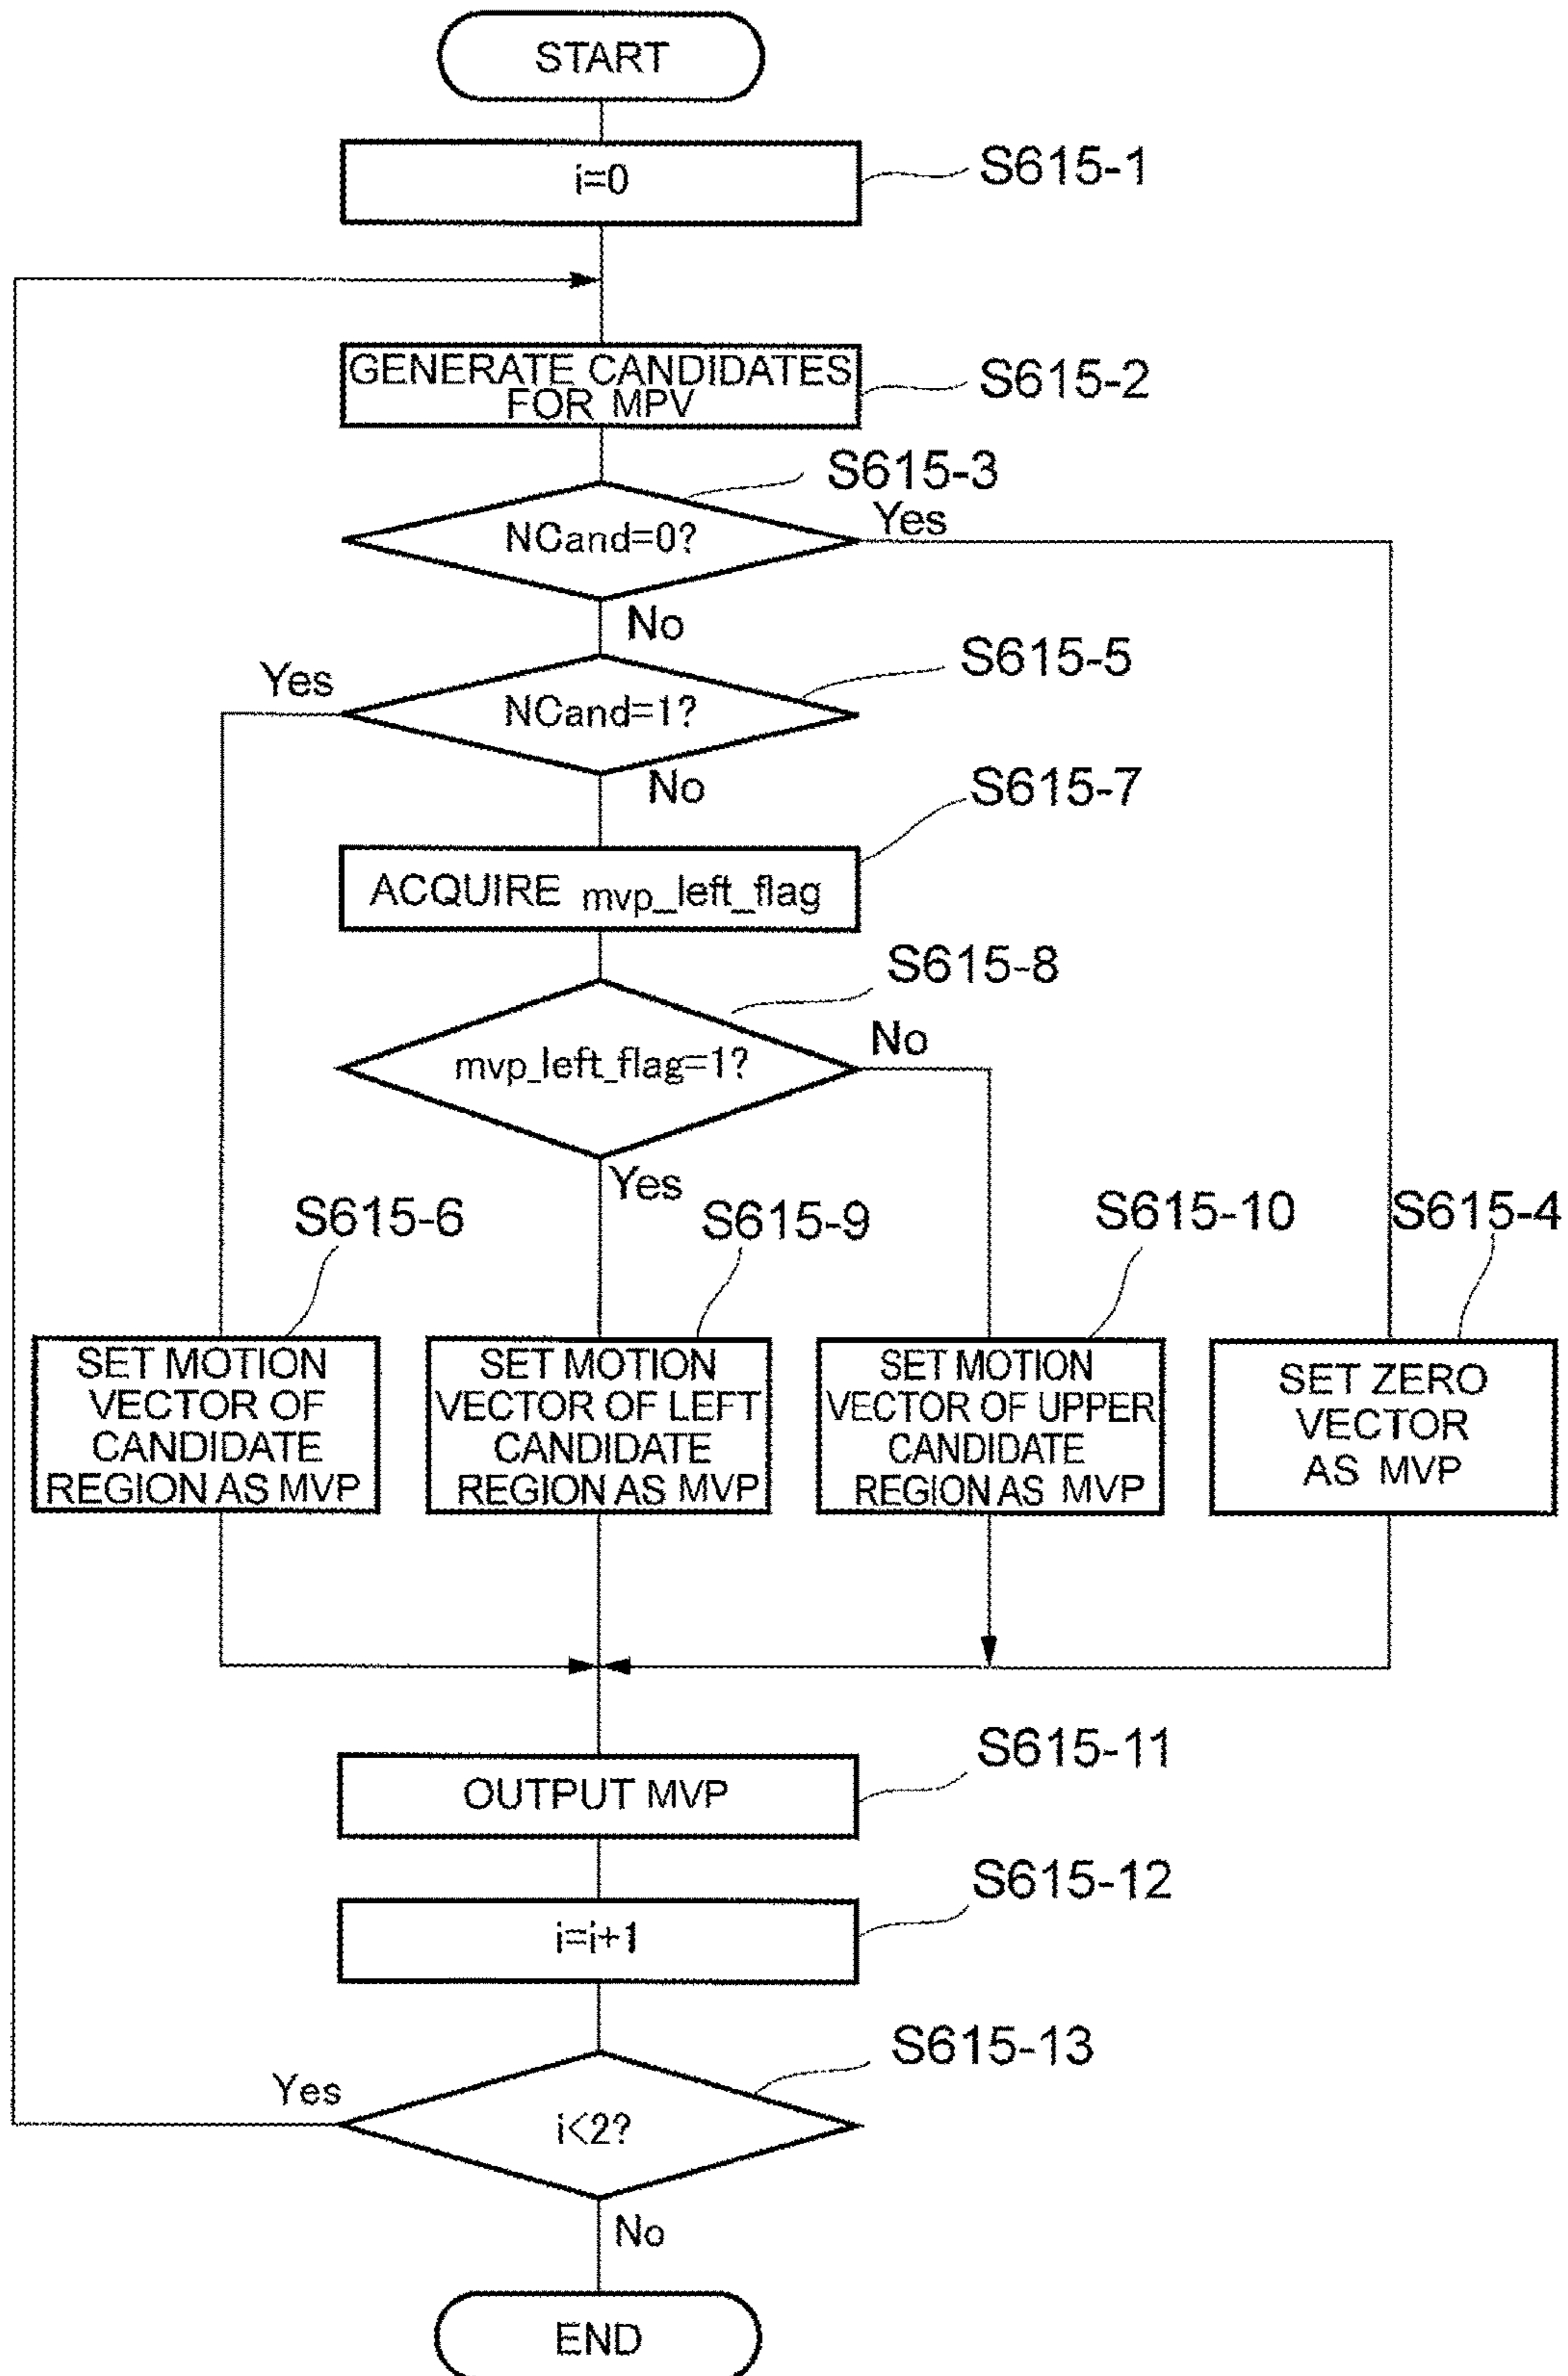 START
i=0
S615-1
GENERATE CANDIDATES
FOR MPV
S615-2
S615-3
NCand=0?
Yes
No
S615-5
Yes
NCand=1?
No
S615-7
ACQUIRE mvp_left_flag
S615-8
mvp_left_flag=1?
No
Yes
S615-6
S615-9
S615-10
S615-4
SET MOTION
VECTOR OF
CANDIDATE
REGION AS MVP
SET MOTION
VECTOR OF LEFT
CANDIDATE
REGION AS MVP
SET MOTION
VECTOR OF UPPER
CANDIDATE
REGION AS MVP
SET ZERO
VECTOR
AS MVP
S615-11
OUTPUT MVP
S615-12
i=i+1
S615-13
Yes
i<2?
No
END